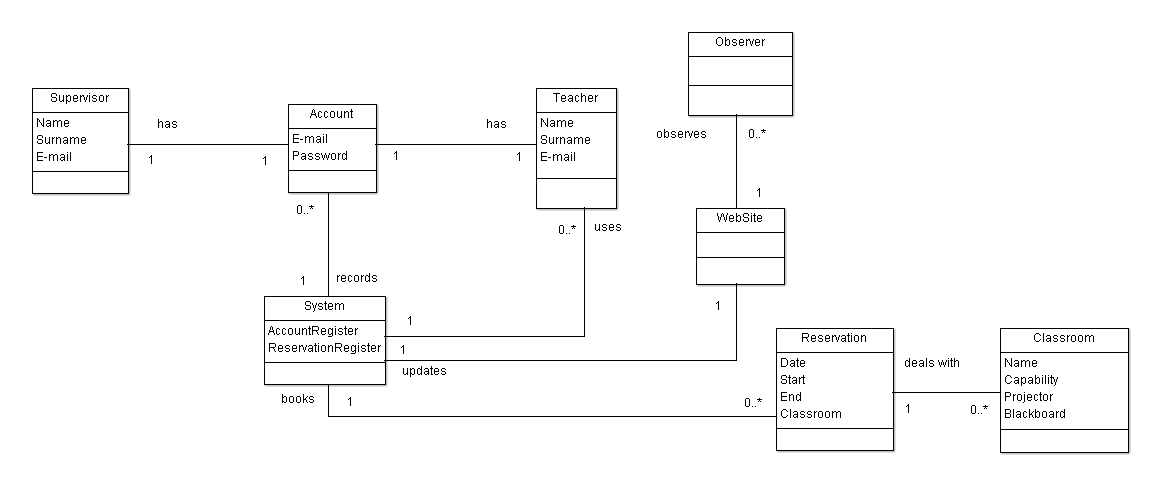 Observer
Supervisor
Name
Surname
E-mail
has
1
1
Account
E-mail
Password
has
1
1
Teacher
Name
Surname
E-mail
observes
0..*
1
WebSite
0..*
1
records
0..*
uses
System
AccountRegister
ReservationRegister
1
1
updates
1
books
1
0..*
Reservation
Date
Start
End
Classroom
deals with
1
0..*
Classroom
Name
Capability
Projector
Blackboard